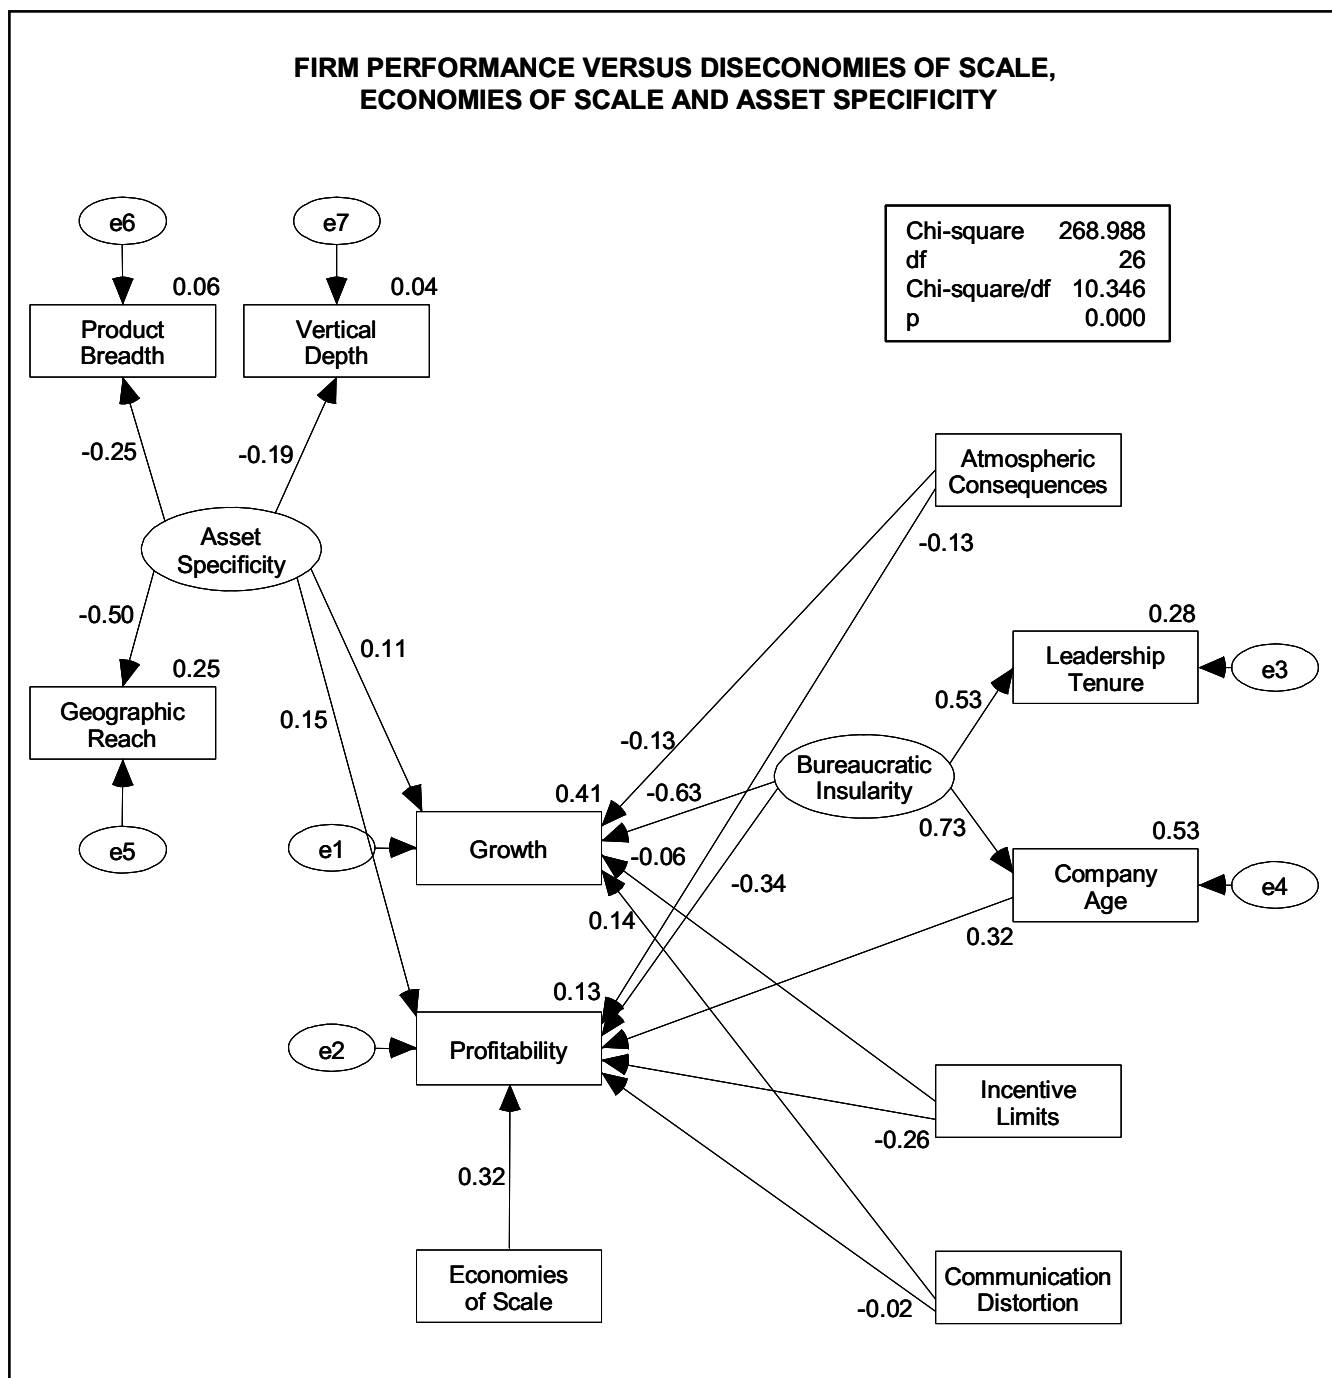 FIRM PERFORMANCE VERSUS DISECONOMIES OF SCALE,
ECONOMIES OF SCALE AND ASSET SPECIFICITY
e6
e7
Chi-square 268.988
df 26
Chi-square/df 10.346
p 0.000
0.06
0.04
Product
Breadth
Vertical
Depth
-0.25
-0.19
Atmospheric
Consequences
-0.13
Asset
Specificity
-0.50
0.11
0.25
Geographic
Reach
0.15
e5
0.28
Leadership
Tenure
e3
0.53
-0.13
Bureaucratic
Insularity
0.73
0.41
-0.63
e1
Growth
-0.06
-0.34
0.14
0.53
Company
Age
e4
0.32
0.13
e2
Profitability
Incentive
Limits
-0.26
0.32
Economies
of Scale
Communication
Distortion
-0.02